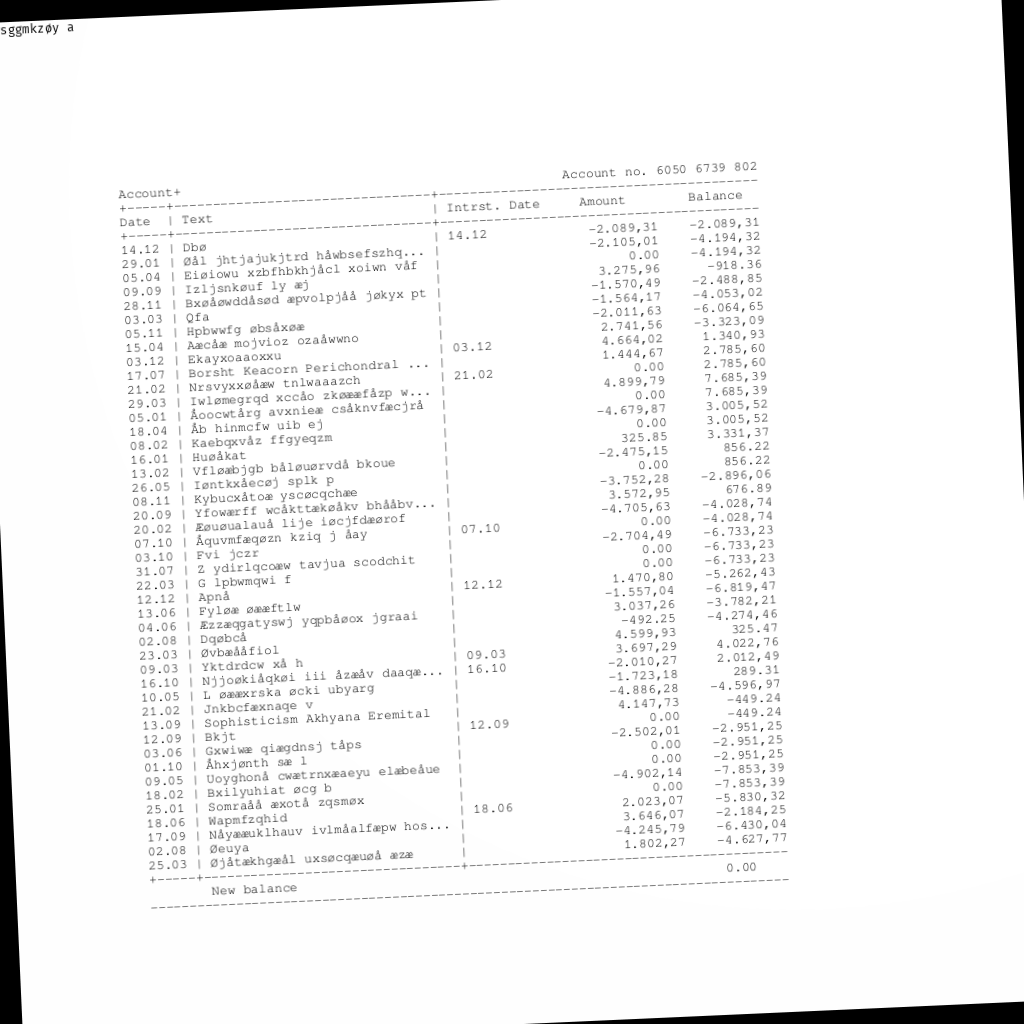 sggmkzøy a
Account+ Account no. 6050 6739 802
+-----+--------------------------------+----------------------------------------
Date | Text | Intrst. Date Amount Balance
+-----+--------------------------------+----------------------------------------
14.12 | Dbø | 14.12 -2.089,31 -2.089,31
29.01 | Øål jhtjajukjtrd håwbsefszhq... | -2.105,01 -4.194,32
05.04 | Eiøiowu xzbfhbkhjåcl xoiwn våf | 0.00 -4.194,32
09.09 | Izljsnkøuf ly æj | 3.275,96 -918.36
28.11 | Bxøåøwddåsød æpvolpjåå jøkyx pt | -1.570,49 -2.488,85
03.03 | Qfa | -1.564,17 -4.053,02
05.11 | Hpbwwfg øbsåxøæ | -2.011,63 -6.064,65
15.04 | Aæcåæ mojvioz ozaåwwno | 2.741,56 -3.323,09
03.12 | Ekayxoaaoxxu | 03.12 4.664,02 1.340,93
17.07 | Borsht Keacorn Perichondral ... | 1.444,67 2.785,60
21.02 | Nrsvyxxøåæw tnlwaaazch | 21.02 0.00 2.785,60
29.03 | Iwlømegrqd xccåo zkøææfåzp w... | 4.899,79 7.685,39
05.01 | Åoocwtårg avxnieæ csåknvfæcjrå | 0.00 7.685,39
18.04 | Åb hinmcfw uib ej | -4.679,87 3.005,52
08.02 | Kaebqxvåz ffgyeqzm | 0.00 3.005,52
16.01 | Huøåkat | 325.85 3.331,37
13.02 | Vfløæbjgb båløuørvdå bkoue | -2.475,15 856.22
26.05 | Iøntkxåecøj splk p | 0.00 856.22
08.11 | Kybucxåtoæ yscøcqchæe | -3.752,28 -2.896,06
20.09 | Yfowærff wcåkttækøåkv bhååbv... | 3.572,95 676.89
20.02 | Æøuøualauå lije iøcjfdæørof | -4.705,63 -4.028,74
07.10 | Åquvmfæqøzn kziq j åay | 07.10 0.00 -4.028,74
03.10 | Fvi jczr | -2.704,49 -6.733,23
31.07 | Z ydirlqcoæw tavjua scodchit | 0.00 -6.733,23
22.03 | G lpbwmqwi f | 0.00 -6.733,23
12.12 | Apnå | 12.12 1.470,80 -5.262,43
13.06 | Fyløæ øææftlw | -1.557,04 -6.819,47
04.06 | Æzzæqgatyswj yqpbåøox jgraai | 3.037,26 -3.782,21
02.08 | Dqøbcå | -492.25 -4.274,46
23.03 | Øvbæååfiol | 4.599,93 325.47
09.03 | Yktdrdcw xå h | 09.03 3.697,29 4.022,76
16.10 | Njjoøkiåqkøi iii åzæåv daaqæ... | 16.10 -2.010,27 2.012,49
10.05 | L øææxrska øcki ubyarg | -1.723,18 289.31
21.02 | Jnkbcfæxnaqe v | -4.886,28 -4.596,97
13.09 | Sophisticism Akhyana Eremital | 4.147,73 -449.24
12.09 | Bkjt | 12.09 0.00 -449.24
03.06 | Gxwiwæ qiægdnsj tåps | -2.502,01 -2.951,25
01.10 | Åhxjønth sæ l | 0.00 -2.951,25
09.05 | Uoyghonå cwætrnxæaeyu elæbeåue | 0.00 -2.951,25
18.02 | Bxilyuhiat øcg b | -4.902,14 -7.853,39
25.01 | Somraåå æxotå zqsmøx | 0.00 -7.853,39
18.06 | Wapmfzqhid | 18.06 2.023,07 -5.830,32
17.09 | Nåyææuklhauv ivlmåalfæpw hos... | 3.646,07 -2.184,25
02.08 | Øeuya | -4.245,79 -6.430,04
25.03 | Øjåtækhgæål uxsøcqæuøå æzæ | 1.802,27 -4.627,77
+-----+--------------------------------+----------------------------------------
New balance 0.00
---------------------------------------------------------------------------------